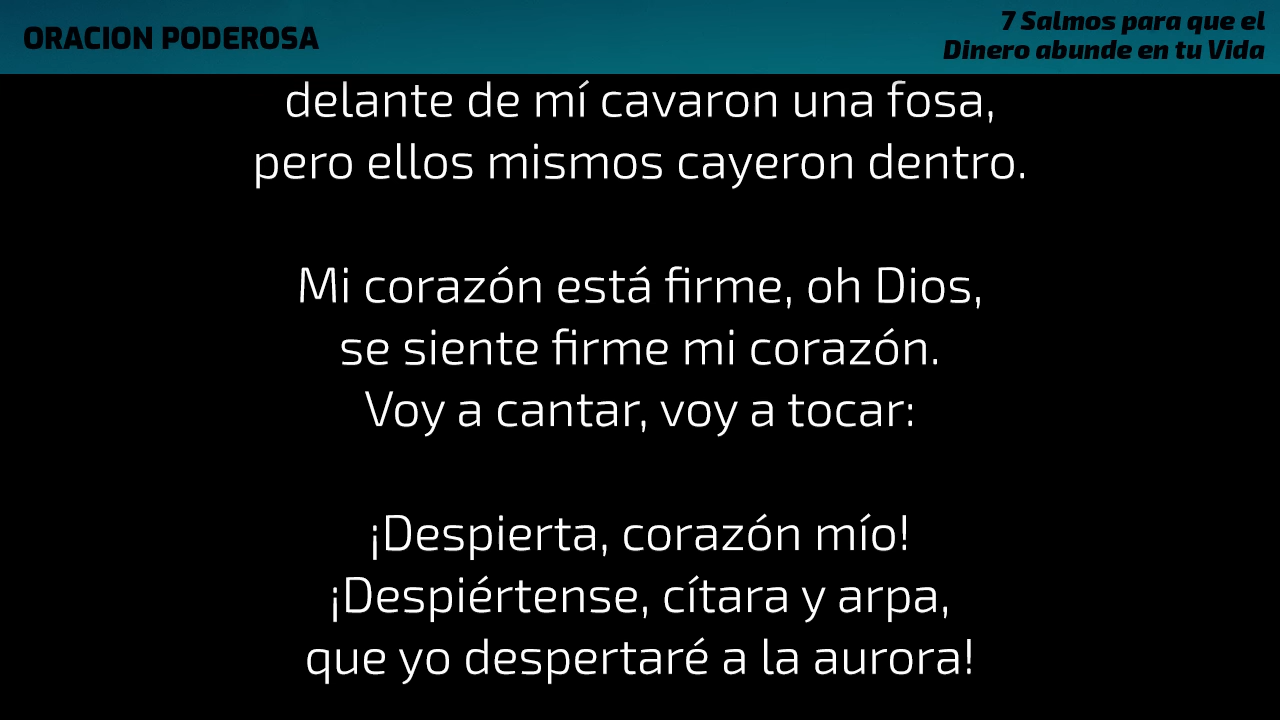 ORACION PODEROSA
7 Salmos para que el
Dinero abunde en tu Vida
delante de mí cavaron una fosa,
pero ellos mismos cayeron dentro.
Mi corazón está firme, oh Dios,
se siente firme mi corazón.
Voy a cantar, voy a tocar:
¡Despierta, corazón mío!
¡Despiértense, cítara y arpa,
que yo despertaré a la aurora!